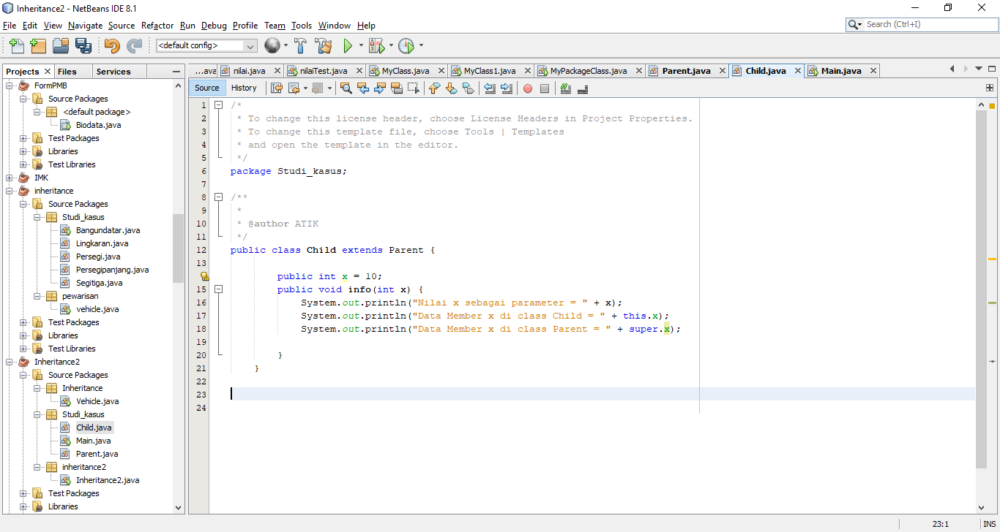 Inheritance2 - NetBeans IDE 8.1
File Edit View Navigate Source Refactor Run Debug Profile Team Tools Window Help
Search (Ctrl+I)
<default config>
Projects Files Services
...ava nilai.java nilaiTest.java MyClass.java MyClass1.java MyPackageClass.java Parent.java Child.java Main.java
Source History
FormPMB
Source Packages
<default package>
Biodata.java
Test Packages
Libraries
Test Libraries
IMK
inheritance
Source Packages
Studi_kasus
Bangundatar.java
Lingkaran.java
Persegi.java
Persegipanjang.java
Segitiga.java
pewarisan
vehicle.java
Test Packages
Libraries
Test Libraries
Inheritance2
Source Packages
Inheritance
Vehicle.java
Studi_kasus
Child.java
Main.java
Parent.java
inheritance2
Inheritance2.java
Test Packages
Libraries
1 /*
2 * To change this license header, choose License Headers in Project Properties.
3 * To change this template file, choose Tools | Templates
4 * and open the template in the editor.
5 */
6 package Studi_kasus;
7
8 /**
9 *
10 * @author ATIK
11 */
12 public class Child extends Parent {
13
public int x = 10;
15 public void info(int x) {
16 System.out.println("Nilai x sebagai parameter = " + x);
17 System.out.println("Data Member x di class Child = " + this.x);
18 System.out.println("Data Member x di class Parent = " + super.x);
19
20 }
21 }
22
23
24
23:1 INS